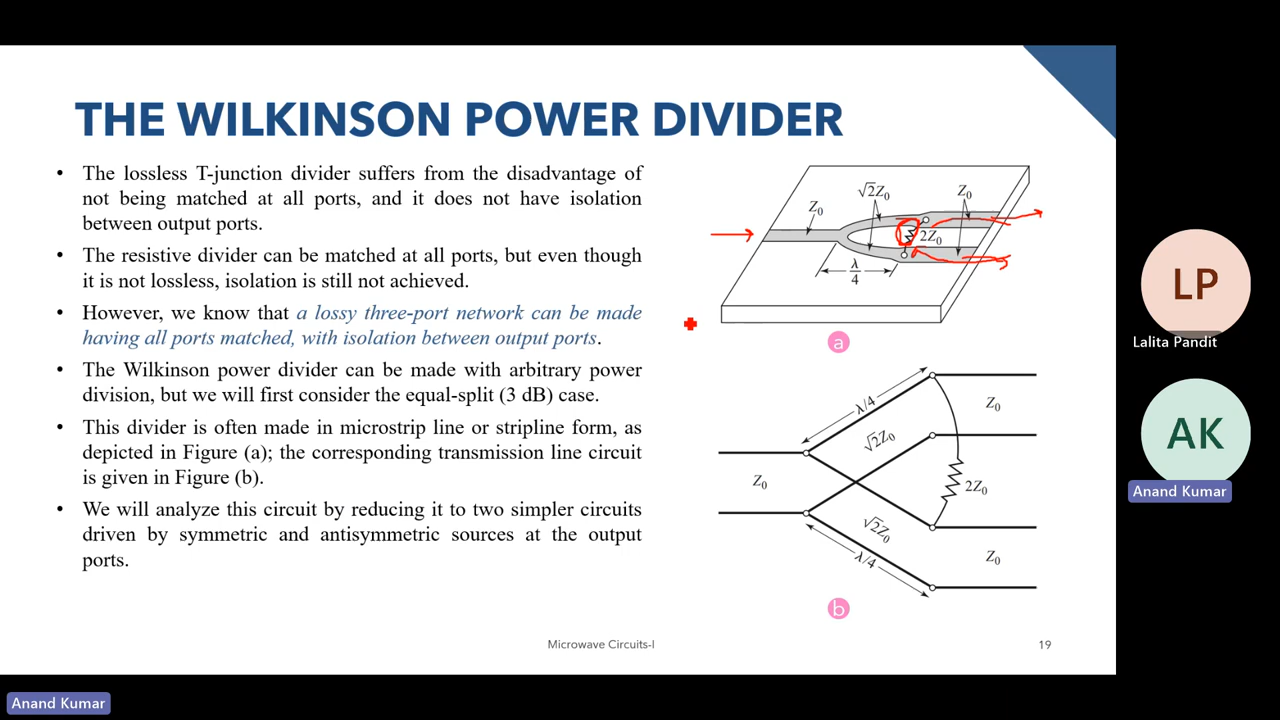 THE WILKINSON POWER DIVIDER
• The lossless T-junction divider suffers from the disadvantage of
not being matched at all ports, and it does not have isolation
between output ports.
• The resistive divider can be matched at all ports, but even though
it is not lossless, isolation is still not achieved.
• However, we know that a lossy three-port network can be made
having all ports matched, with isolation between output ports.
• The Wilkinson power divider can be made with arbitrary power
division, but we will first consider the equal-split (3 dB) case.
• This divider is often made in microstrip line or stripline form, as
depicted in Figure (a); the corresponding transmission line circuit
is given in Figure (b).
• We will analyze this circuit by reducing it to two simpler circuits
driven by symmetric and antisymmetric sources at the output
ports.
Z₀
√2Z₀
Z₀
2Z₀
λ
4
a
λ/4
Z₀
√2Z₀
Z₀
2Z₀
√2Z₀
λ/4
Z₀
b
Microwave Circuits-I
19
LP
Lalita Pandit
AK
Anand Kumar
Anand Kumar